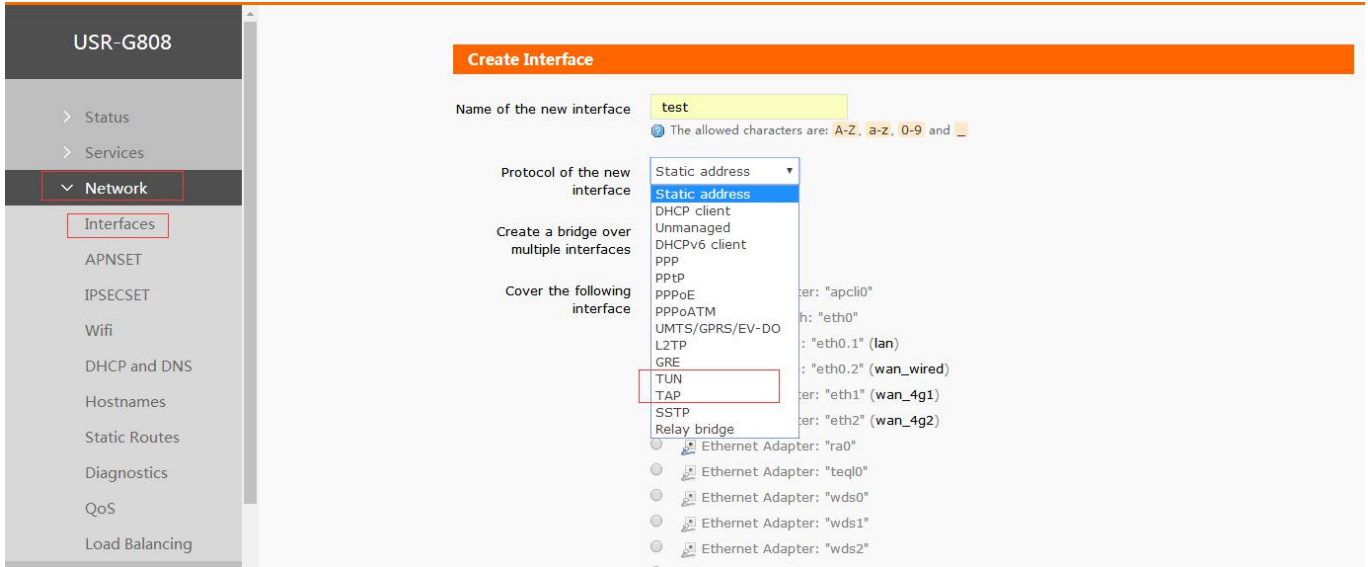 USR-G808
Status
Services
Network
Interfaces
APNSET
IPSECSET
Wifi
DHCP and DNS
Hostnames
Static Routes
Diagnostics
QoS
Load Balancing
Create Interface
Name of the new interface
test
The allowed characters are: A-Z, a-z, 0-9 and _
Protocol of the new
interface
Static address
Static address
DHCP client
Unmanaged
DHCPv6 client
PPP
PPtP
PPPoE
PPPoATM
UMTS/GPRS/EV-DO
L2TP
GRE
TUN
TAP
SSTP
Relay bridge
Create a bridge over
multiple interfaces
Cover the following
interface
ter: "apcli0"
h: "eth0"
: "eth0.1" (lan)
: "eth0.2" (wan_wired)
ter: "eth1" (wan_4g1)
ter: "eth2" (wan_4g2)
Ethernet Adapter: "ra0"
Ethernet Adapter: "teql0"
Ethernet Adapter: "wds0"
Ethernet Adapter: "wds1"
Ethernet Adapter: "wds2"